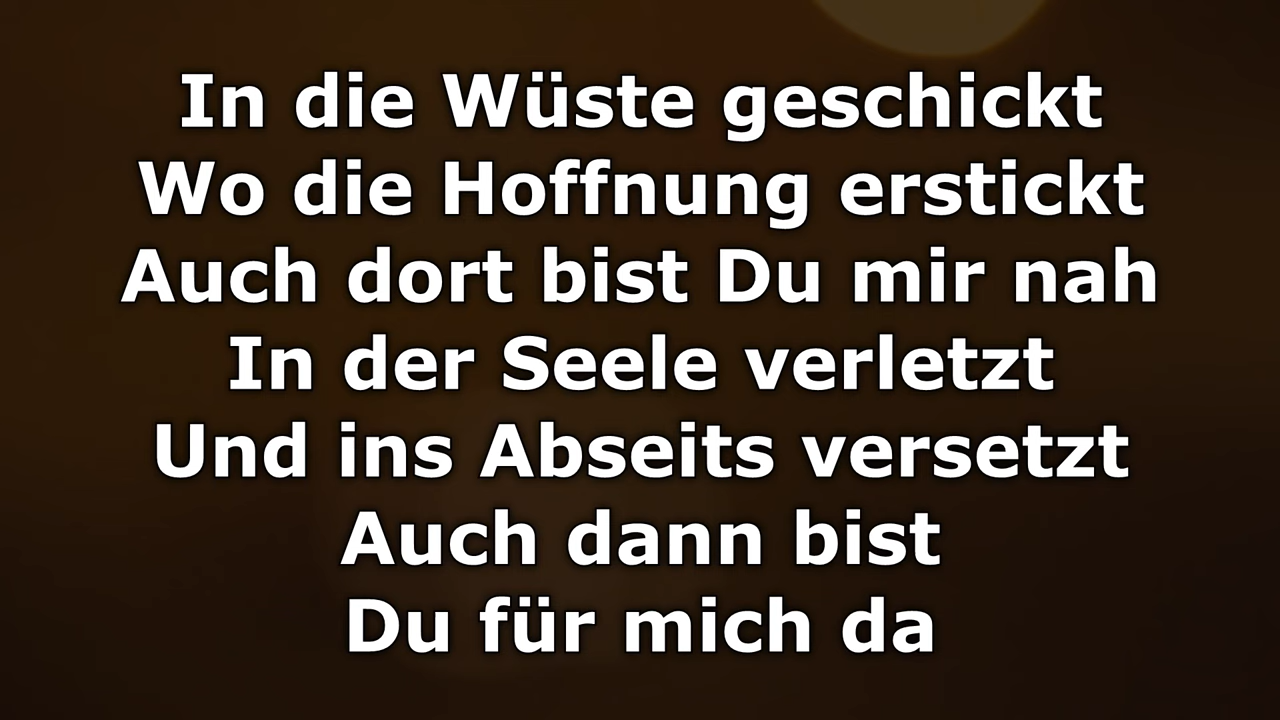 In die Wüste geschickt
Wo die Hoffnung erstickt
Auch dort bist Du mir nah
In der Seele verletzt
Und ins Abseits versetzt
Auch dann bist
Du für mich da